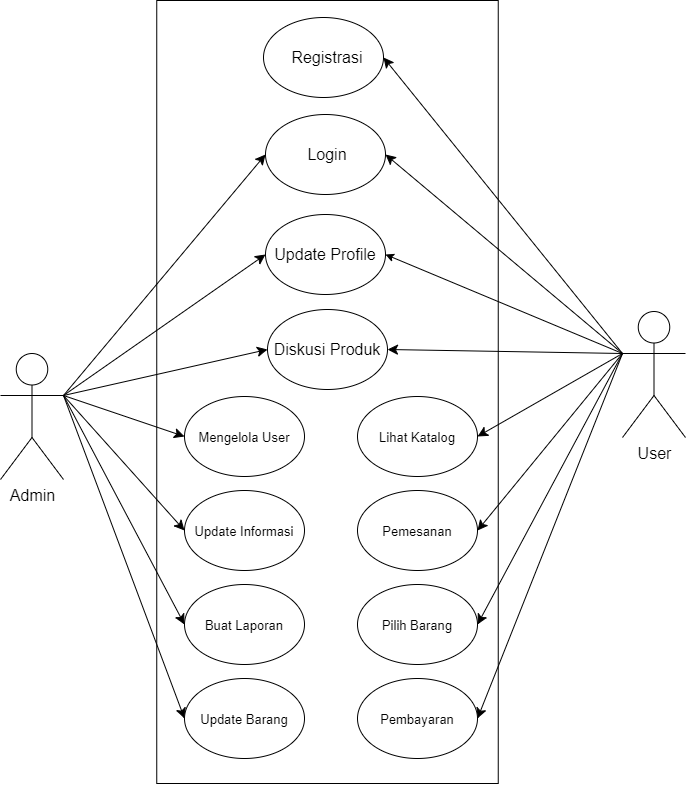 Registrasi
Login
Update Profile
Diskusi Produk
Mengelola User
Lihat Katalog
User
Admin
Update Informasi
Pemesanan
Buat Laporan
Pilih Barang
Update Barang
Pembayaran